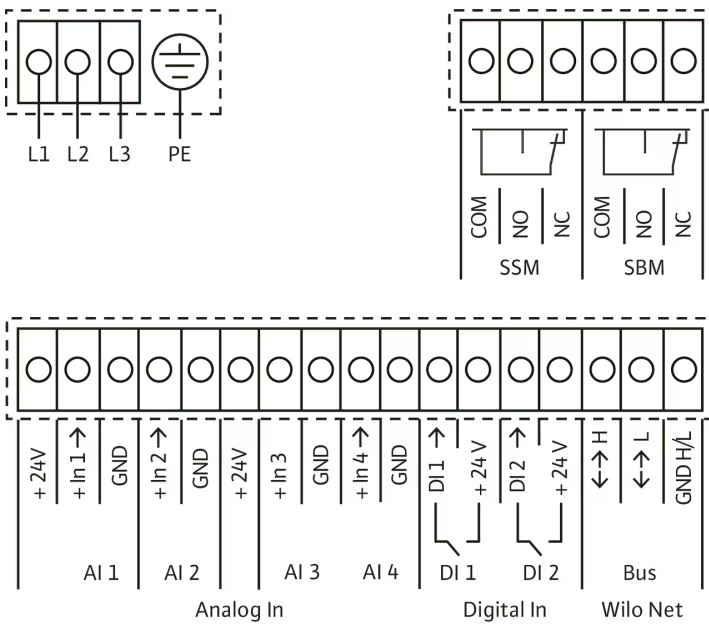 L1 L2 L3 PE
COM NO NC COM NO NC
SSM SBM
+ 24V + In 1 → GND + In 2 → GND + 24V + In 3 GND + In 4 → GND DI 1 → + 24 V DI 2 → + 24 V ↔ H ↔ L GND H/L
AI 1 AI 2 AI 3 AI 4 DI 1 DI 2 Bus
Analog In Digital In Wilo Net